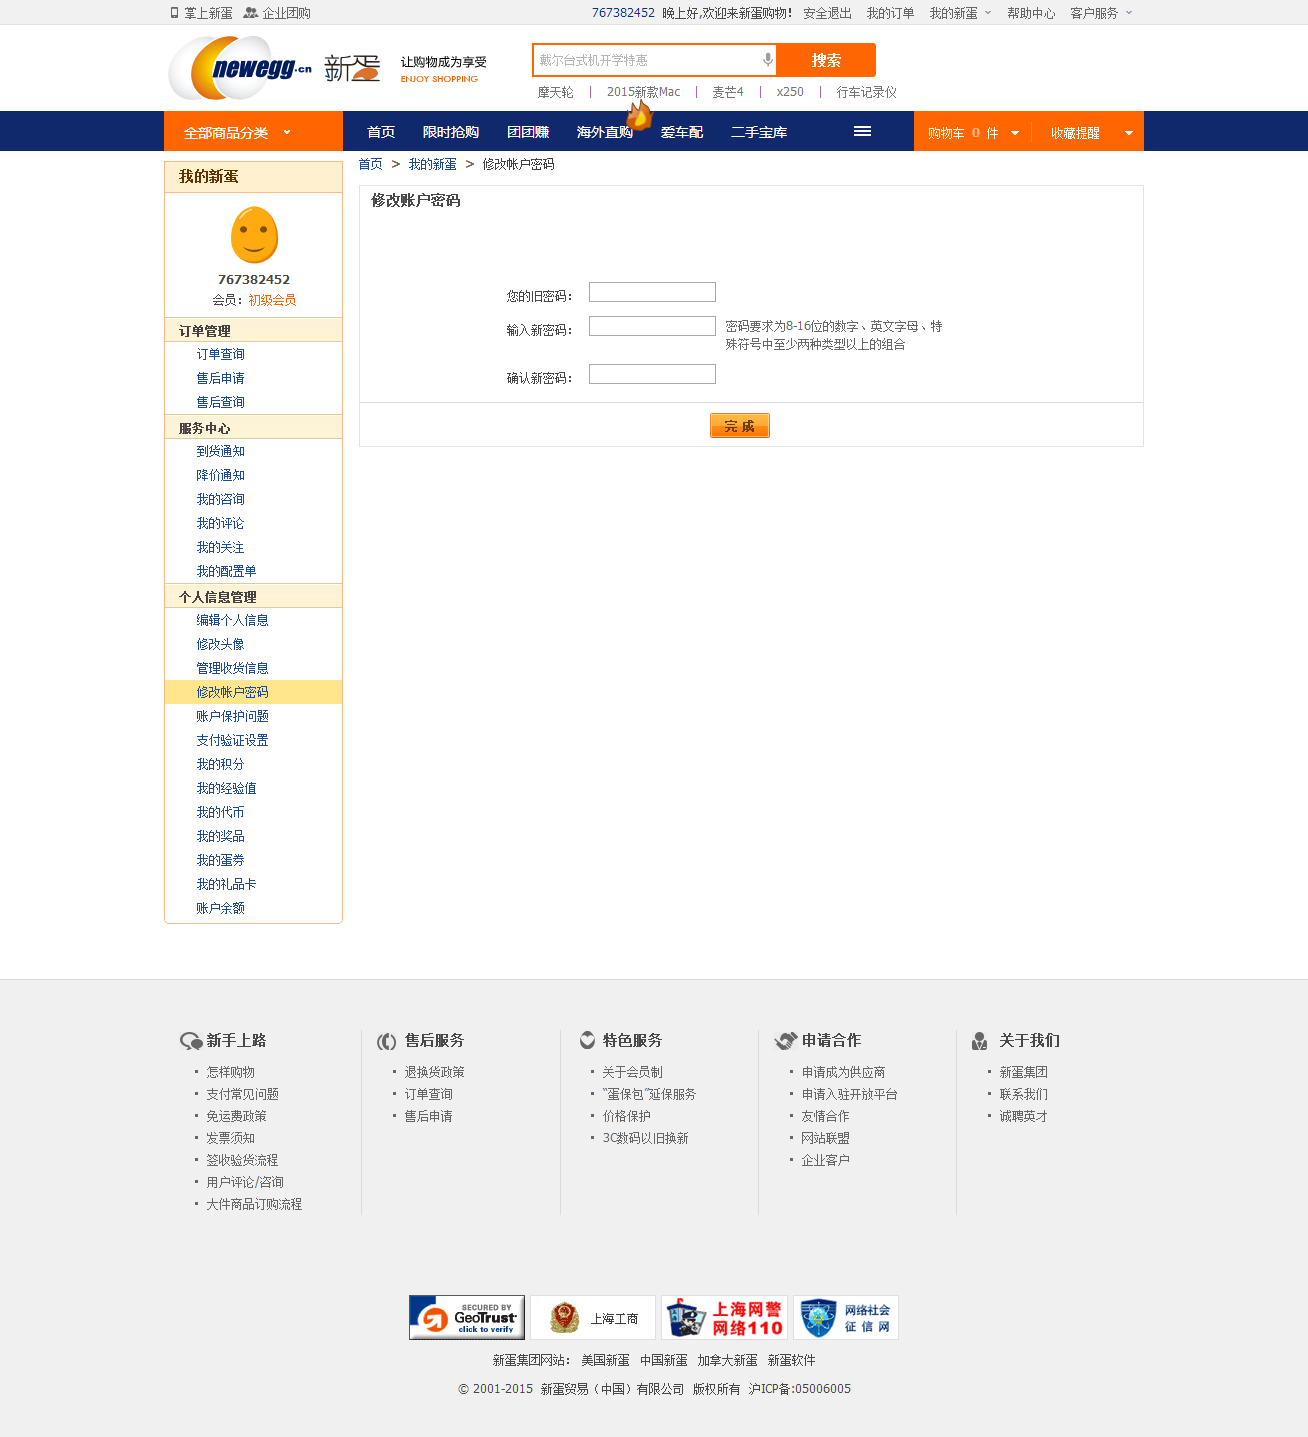 掌上新蛋 企业团购 767382452 晚上好,欢迎来新蛋购物! 安全退出 我的订单 我的新蛋 帮助中心 客户服务
newegg.cn 新蛋 让购物成为享受
ENJOY SHOPPING
戴尔台式机开学特惠 搜索
摩天轮 | 2015新款Mac | 麦芒4 | x250 | 行车记录仪
全部商品分类 首页 限时抢购 团团赚 海外直购 爱车配 二手宝库 购物车 0 件 收藏提醒
首页 > 我的新蛋 > 修改帐户密码
我的新蛋
767382452
会员：初级会员
订单管理
订单查询
售后申请
售后查询
服务中心
到货通知
降价通知
我的咨询
我的评论
我的关注
我的配置单
个人信息管理
编辑个人信息
修改头像
管理收货信息
修改帐户密码
账户保护问题
支付验证设置
我的积分
我的经验值
我的代币
我的奖品
我的蛋券
我的礼品卡
账户余额
修改账户密码
您的旧密码：
输入新密码： 密码要求为8-16位的数字、英文字母、特
殊符号中至少两种类型以上的组合
确认新密码：
完 成
新手上路
怎样购物
支付常见问题
免运费政策
发票须知
签收验货流程
用户评论/咨询
大件商品订购流程
售后服务
退换货政策
订单查询
售后申请
特色服务
关于会员制
“蛋保包”延保服务
价格保护
3C数码以旧换新
申请合作
申请成为供应商
申请入驻开放平台
友情合作
网站联盟
企业客户
关于我们
新蛋集团
联系我们
诚聘英才
SECURED BY
GeoTrust
click to verify
上海工商
上海网警
网络110
网络社会
征信网
新蛋集团网站： 美国新蛋 中国新蛋 加拿大新蛋 新蛋软件
© 2001-2015 新蛋贸易（中国）有限公司 版权所有 沪ICP备:05006005